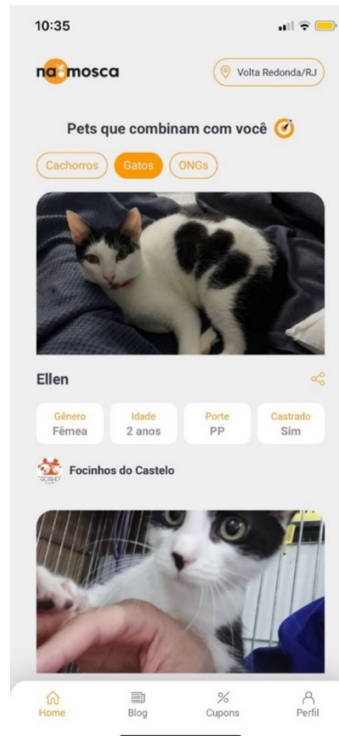 10:35
na mosca
Volta Redonda/RJ
Pets que combinam com você
Cachorros Gatos ONGs
Ellen
Gênero Idade Porte Castrado
Fêmea 2 anos PP Sim
Focinhos do Castelo
Home Blog Cupons Perfil